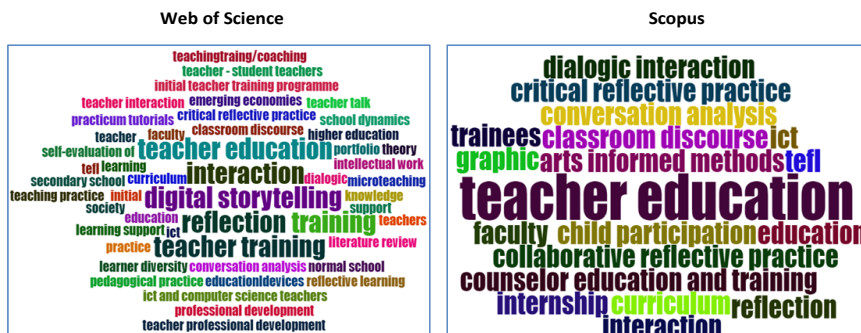 Web of Science
teachingtraing/coaching
teacher - student teachers
initial teacher training programme
teacher interaction emerging economies teacher talk
practicum tutorials critical reflective practice school dynamics
teacher faculty classroom discourse higher education
self-evaluation of teacher education portfolio theory
tefl learning interaction intellectual work
secondary school curriculum dialogic microteaching
teaching practice initial digital storytelling knowledge
society support
education reflection training teachers
learning support ict
practice teacher training literature review
learner diversity conversation analysis normal school
pedagogical practice education devices reflective learning
ict and computer science teachers
professional development
teacher professional development
Scopus
dialogic interaction
critical reflective practice
conversation analysis
trainees classroom discourse ict
graphic arts informed methods tefl
teacher education
faculty child participation education
collaborative reflective practice
counselor education and training
internship curriculum reflection
interaction